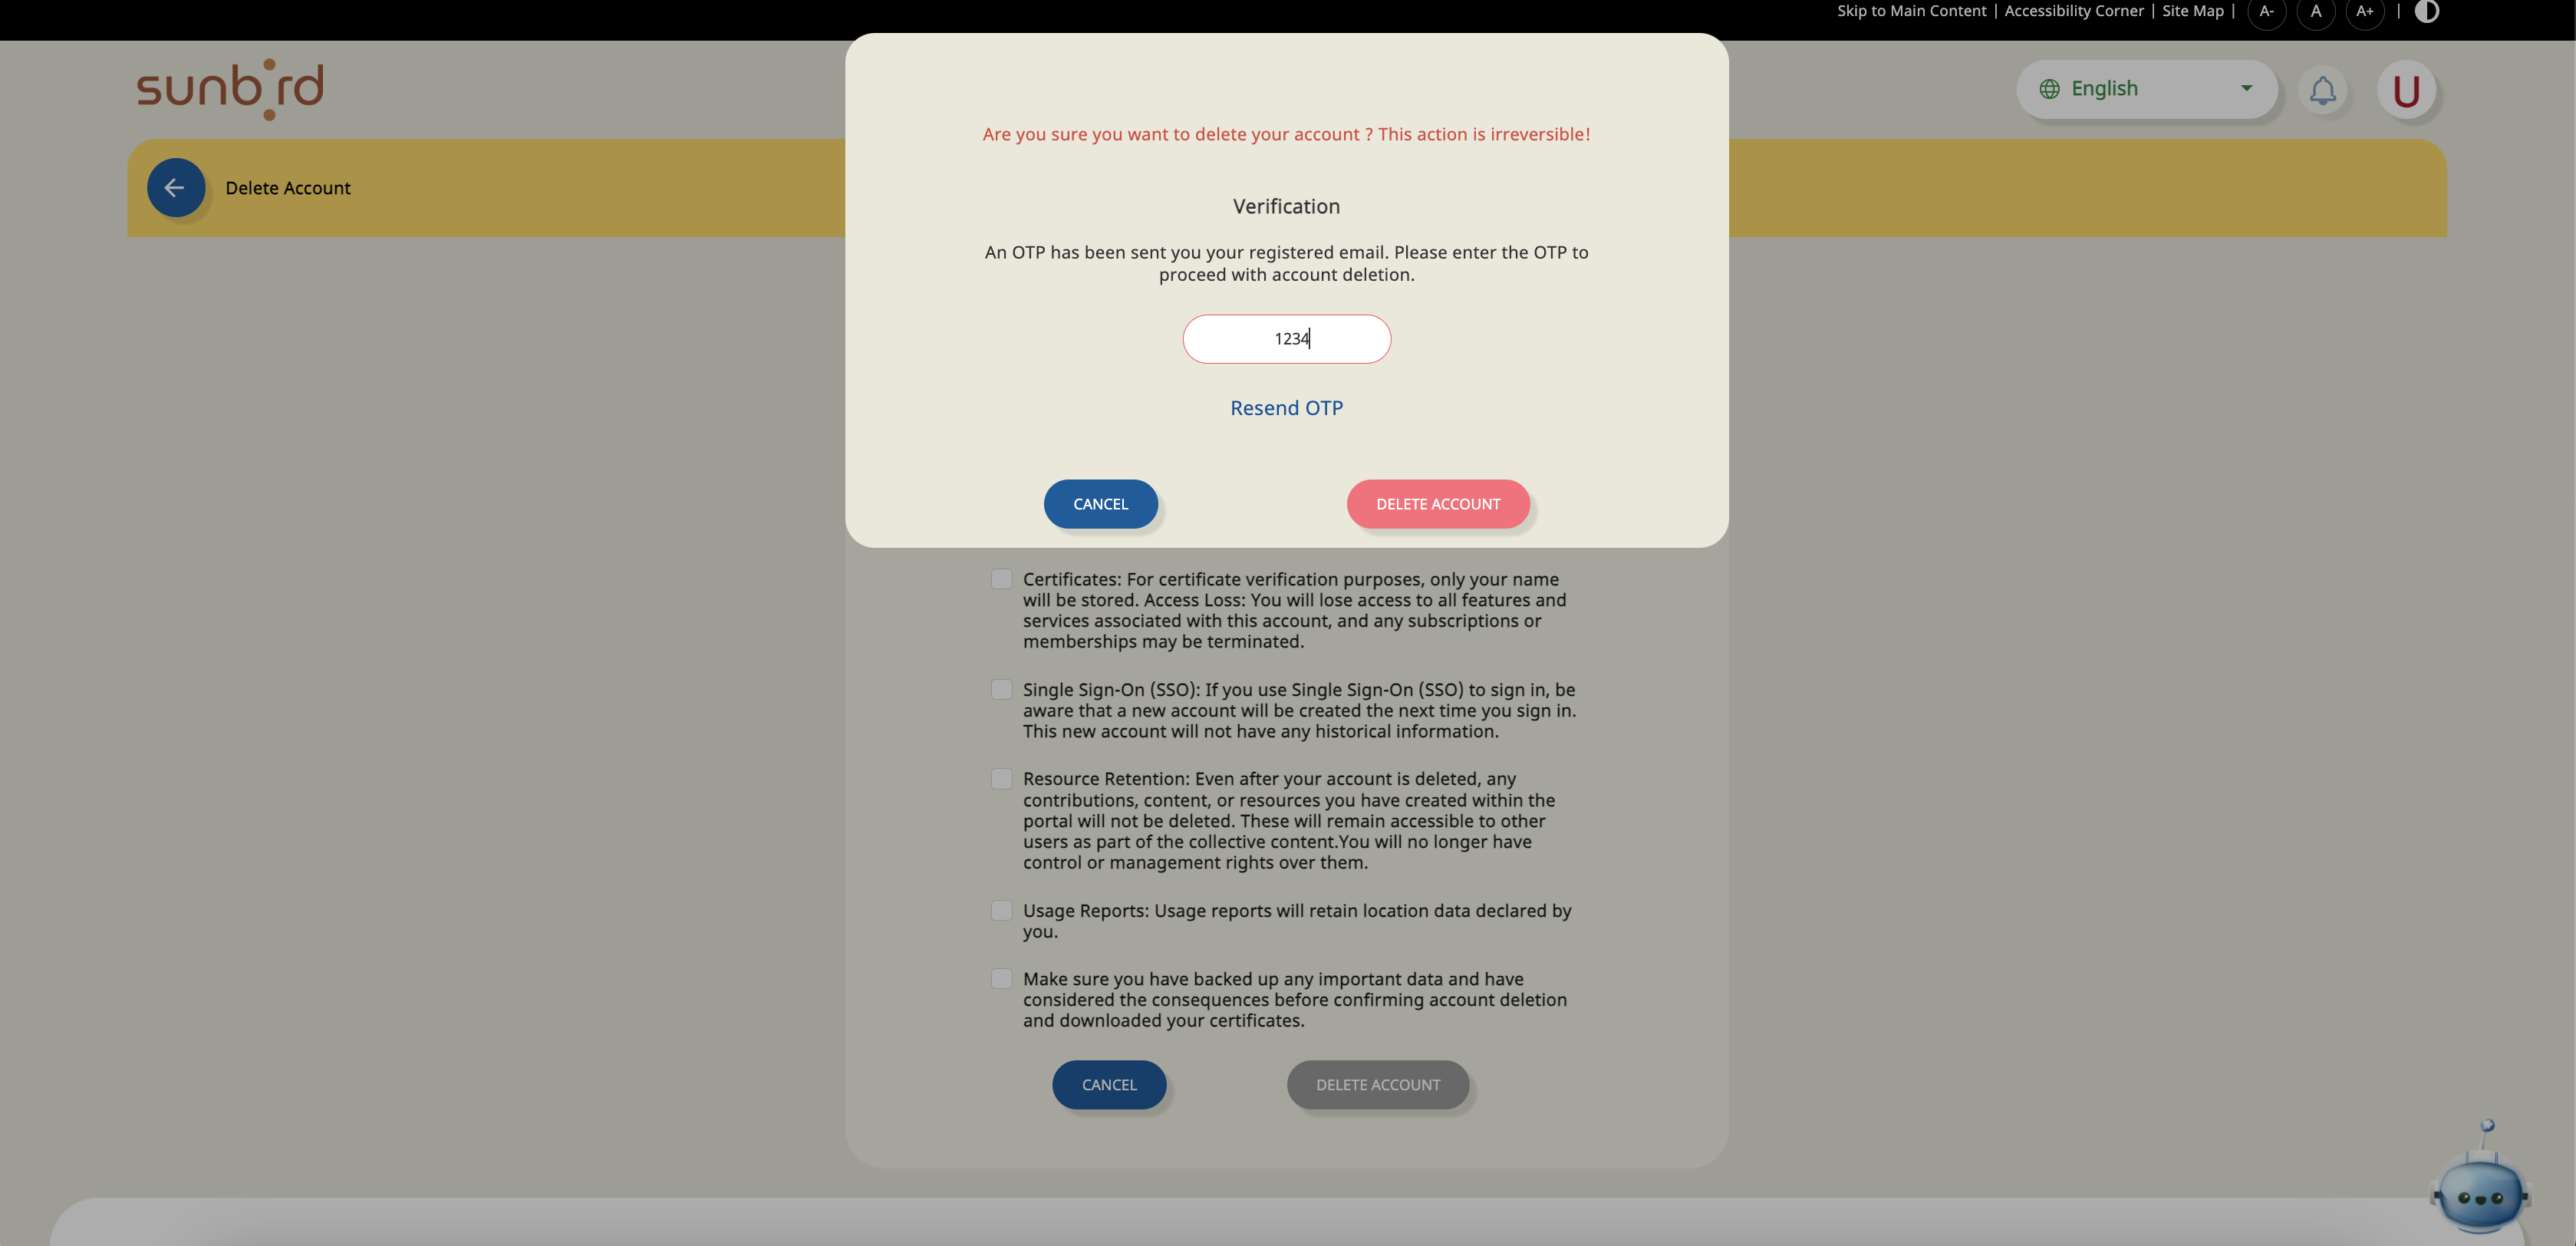 Skip to Main Content | Accessibility Corner | Site Map | A- A A+ |
sunbird
English
U
Delete Account
Are you sure you want to delete your account ? This action is irreversible!
Verification
An OTP has been sent you your registered email. Please enter the OTP to
proceed with account deletion.
1234
Resend OTP
CANCEL
DELETE ACCOUNT
Certificates: For certificate verification purposes, only your name
will be stored. Access Loss: You will lose access to all features and
services associated with this account, and any subscriptions or
memberships may be terminated.
Single Sign-On (SSO): If you use Single Sign-On (SSO) to sign in, be
aware that a new account will be created the next time you sign in.
This new account will not have any historical information.
Resource Retention: Even after your account is deleted, any
contributions, content, or resources you have created within the
portal will not be deleted. These will remain accessible to other
users as part of the collective content.You will no longer have
control or management rights over them.
Usage Reports: Usage reports will retain location data declared by
you.
Make sure you have backed up any important data and have
considered the consequences before confirming account deletion
and downloaded your certificates.
CANCEL
DELETE ACCOUNT